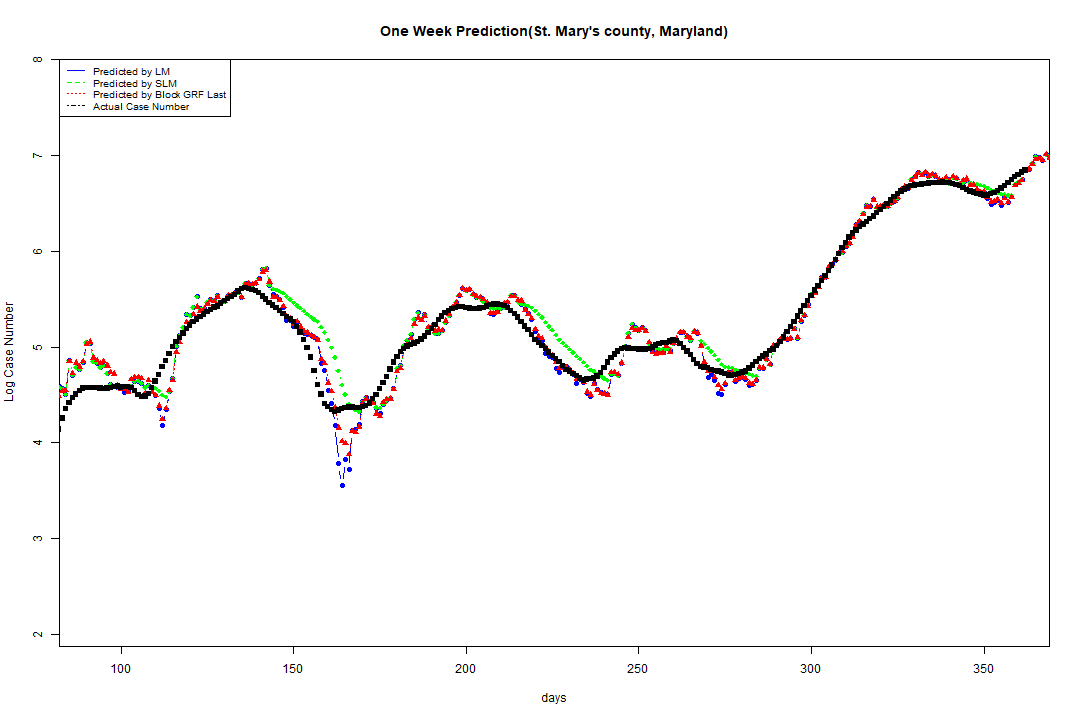 One Week Prediction(St. Mary's county, Maryland)
8
Predicted by LM
Predicted by SLM
Predicted by Block GRF Last
Actual Case Number
7
6
5
4
3
2
Log Case Number
100 150 200 250 300 350
days